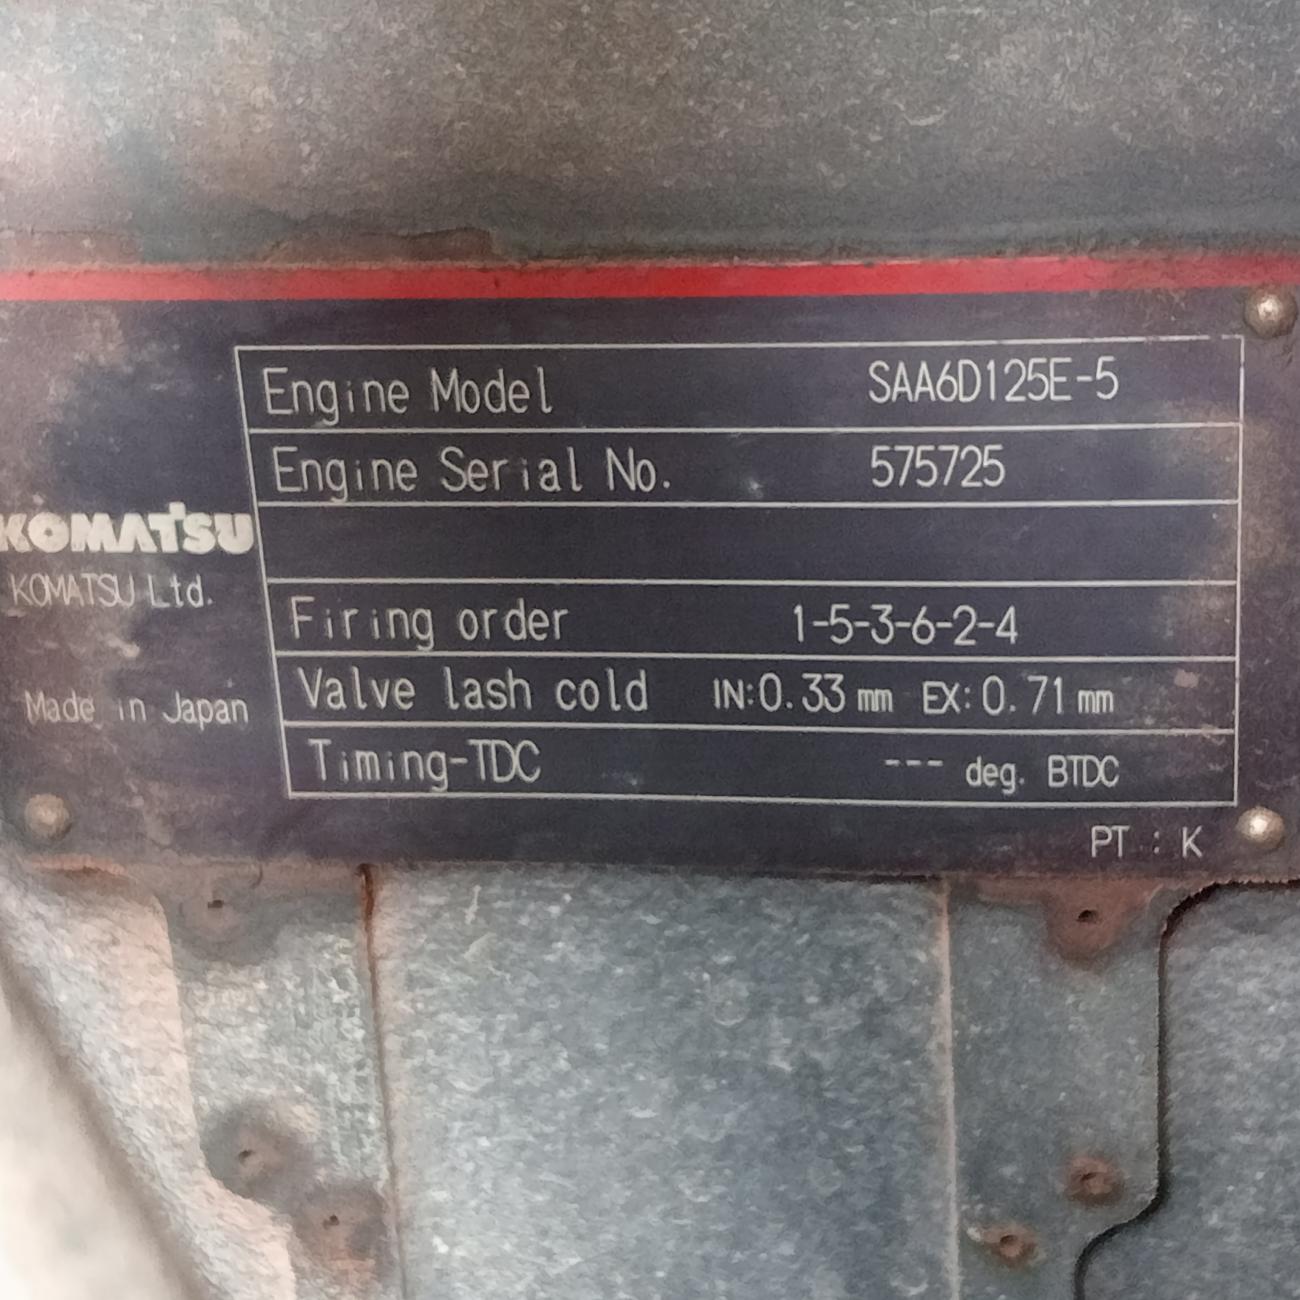 Engine Model SAA6D125E-5
Engine Serial No. 575725
KOMATSU
KOMATSU Ltd.
Made in Japan
Firing order 1-5-3-6-2-4
Valve lash cold IN:0.33 mm EX:0.71 mm
Timing-TDC --- deg. BTDC
PT : K